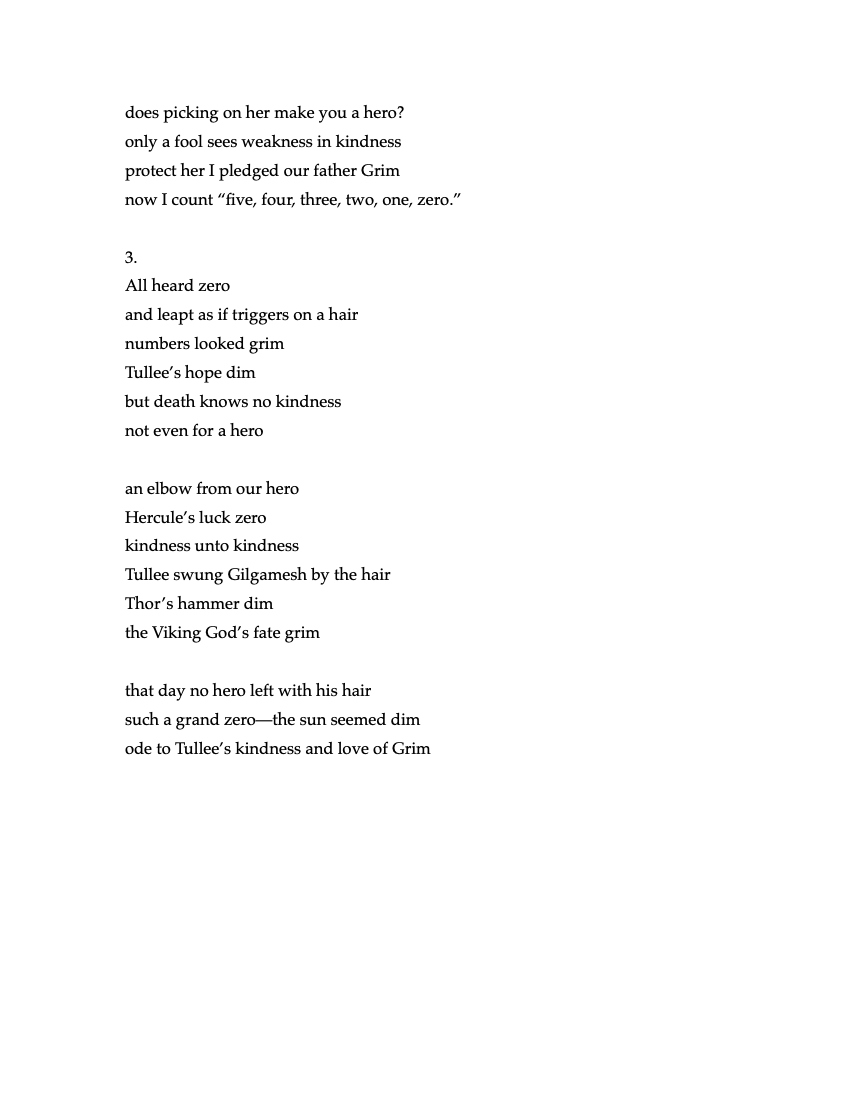 does picking on her make you a hero?
only a fool sees weakness in kindness
protect her I pledged our father Grim
now I count “five, four, three, two, one, zero.”
3.
All heard zero
and leapt as if triggers on a hair
numbers looked grim
Tullee’s hope dim
but death knows no kindness
not even for a hero
an elbow from our hero
Hercule’s luck zero
kindness unto kindness
Tullee swung Gilgamesh by the hair
Thor’s hammer dim
the Viking God’s fate grim
that day no hero left with his hair
such a grand zero—the sun seemed dim
ode to Tullee’s kindness and love of Grim